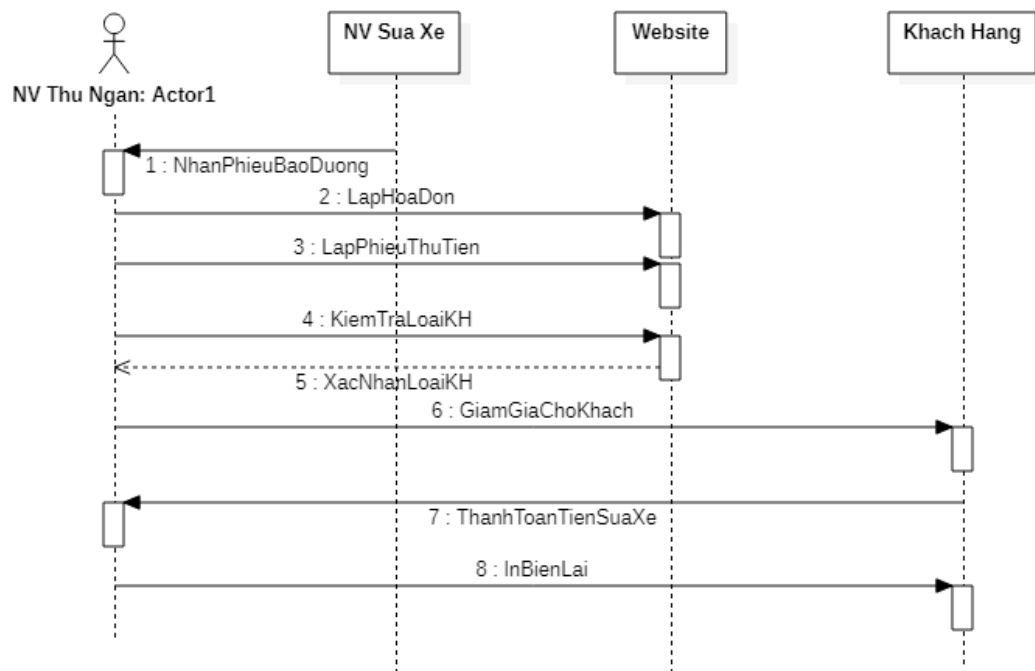 NV Sua Xe
Website
Khach Hang
NV Thu Ngan: Actor1
1 : NhanPhieuBaoDuong
2 : LapHoaDon
3 : LapPhieuThuTien
4 : KiemTraLoaiKH
5 : XacNhanLoaiKH
6 : GiamGiaChoKhach
7 : ThanhToanTienSuaXe
8 : InBienLai